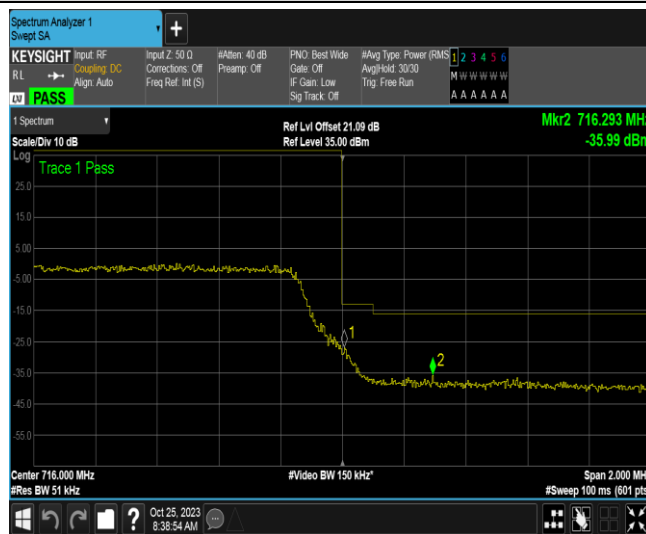 Spectrum Analyzer 1
Swept SA
+
KEYSIGHT
RL
LXI PASS
Input: RF
Coupling: DC
Align: Auto
Input Z: 50 Ω
Corrections: Off
Freq Ref: Int (S)
#Atten: 40 dB
Preamp: Off
PNO: Best Wide
Gate: Off
IF Gain: Low
Sig Track: Off
#Avg Type: Power (RMS
Avg|Hold: 30/30
Trig: Free Run
1 2 3 4 5 6
M W W W W W
A A A A A A
1 Spectrum
Scale/Div 10 dB
Ref Lvl Offset 21.09 dB
Ref Level 35.00 dBm
Mkr2 716.293 MHz
-35.99 dBm
Log
Trace 1 Pass
25.0
15.0
5.00
-5.00
-15.0
-25.0
-35.0
-45.0
-55.0
1
2
Center 716.000 MHz
#Res BW 51 kHz
#Video BW 150 kHz*
Span 2.000 MH
#Sweep 100 ms (601 pts
?
Oct 25, 2023
8:38:54 AM